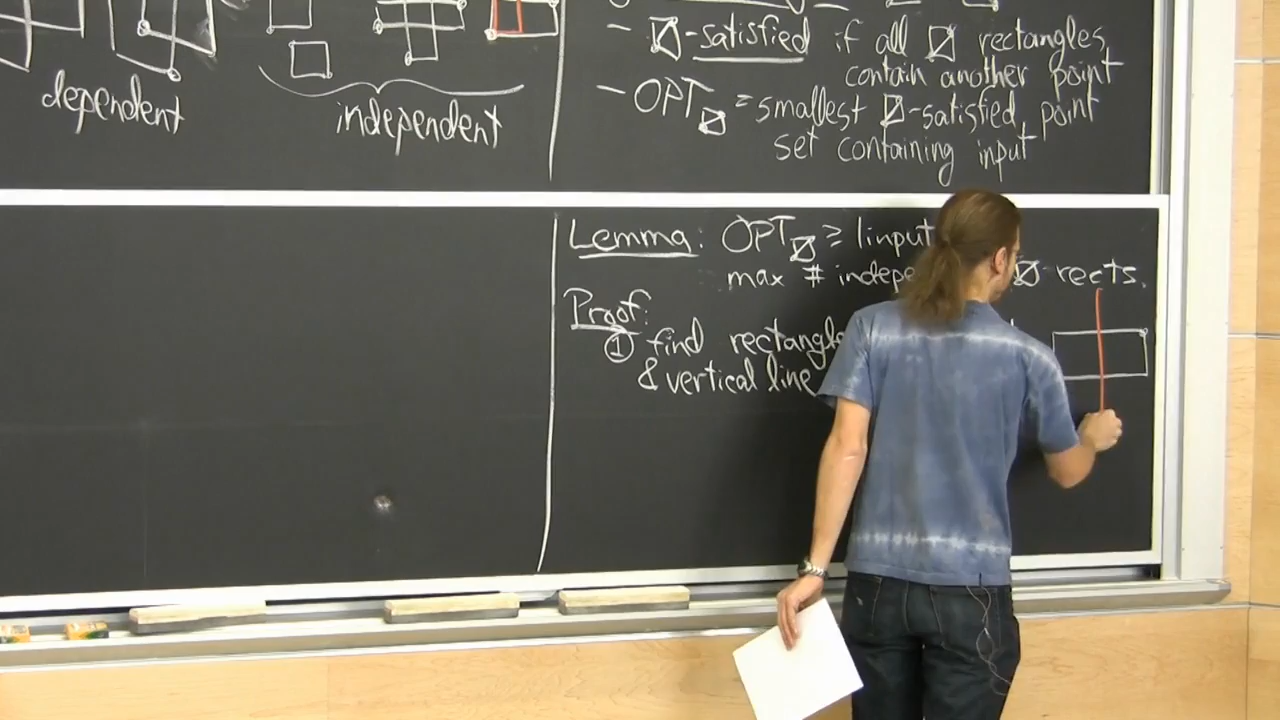 dependent
independent
- ⧄-satisfied if all ⧄ rectangles
contain another point
- OPT⧄ = smallest ⧄-satisfied point
set containing input
Lemma: OPT⧄ ≥ |input
max # indepe ⧄ rects.
Proof:
① find rectangle
& vertical line